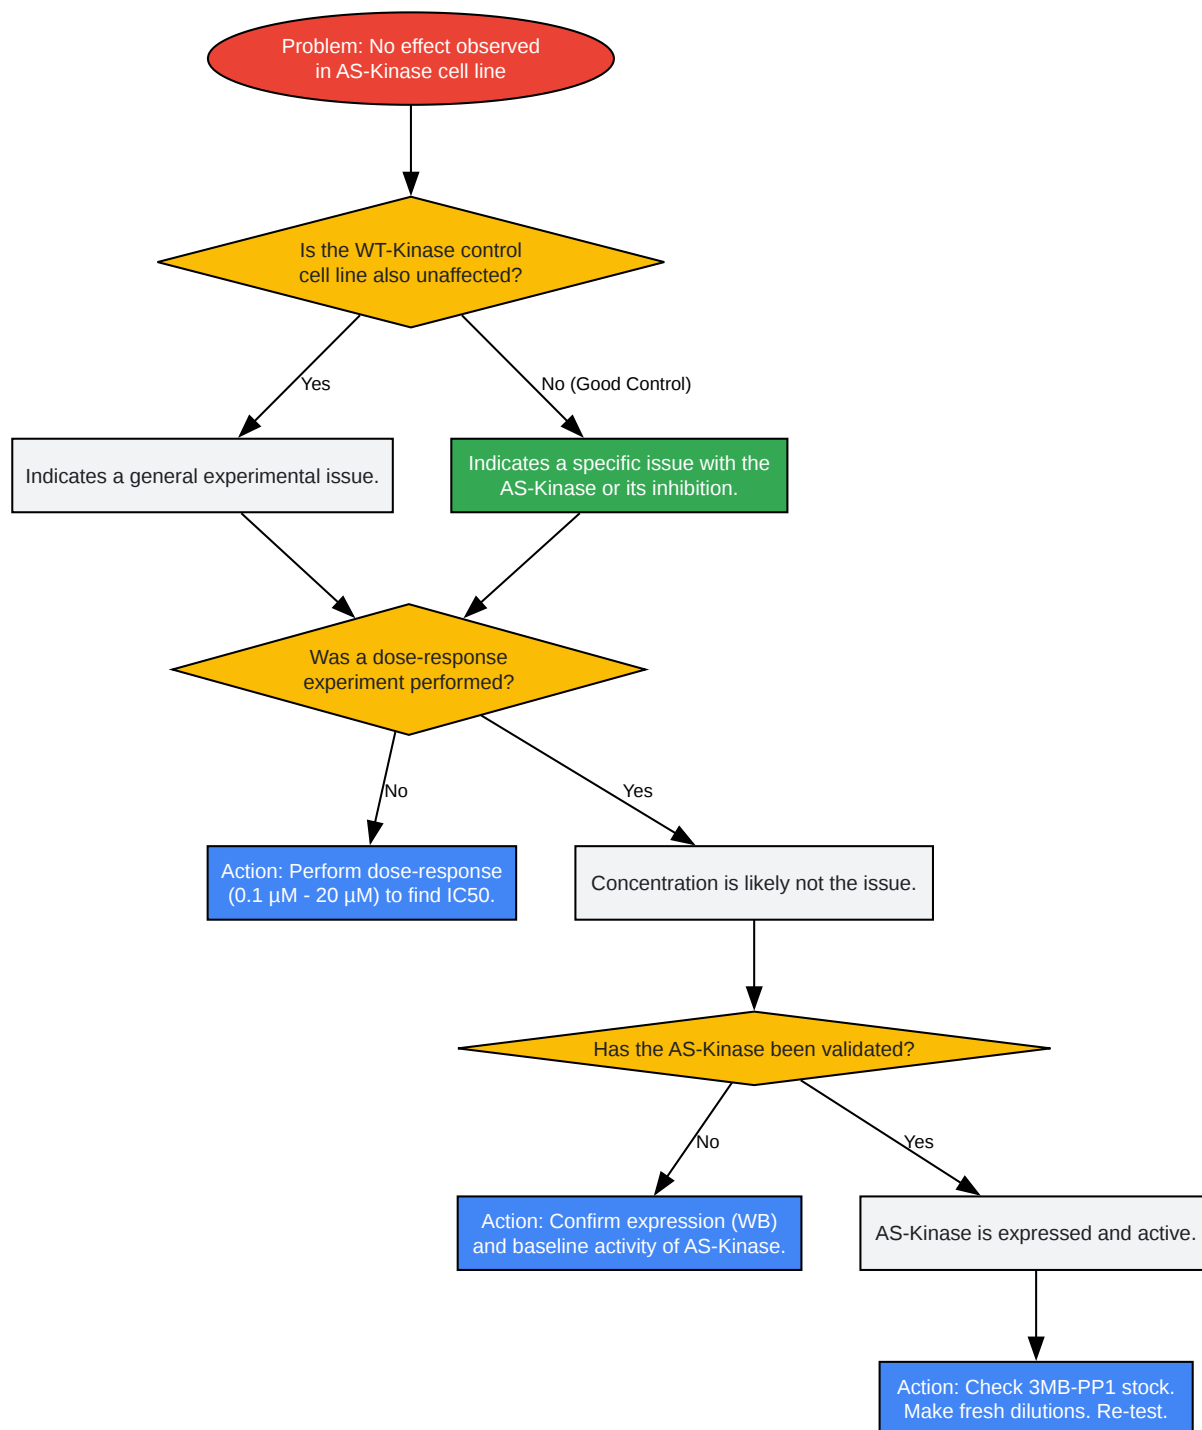 Problem: No effect observed
in AS-Kinase cell line
Is the WT-Kinase control
cell line also unaffected?
Yes
No (Good Control)
Indicates a general experimental issue.
Indicates a specific issue with the
AS-Kinase or its inhibition.
Was a dose-response
experiment performed?
No
Yes
Action: Perform dose-response
(0.1 µM - 20 µM) to find IC50.
Concentration is likely not the issue.
Has the AS-Kinase been validated?
No
Yes
Action: Confirm expression (WB)
and baseline activity of AS-Kinase.
AS-Kinase is expressed and active.
Action: Check 3MB-PP1 stock.
Make fresh dilutions. Re-test.